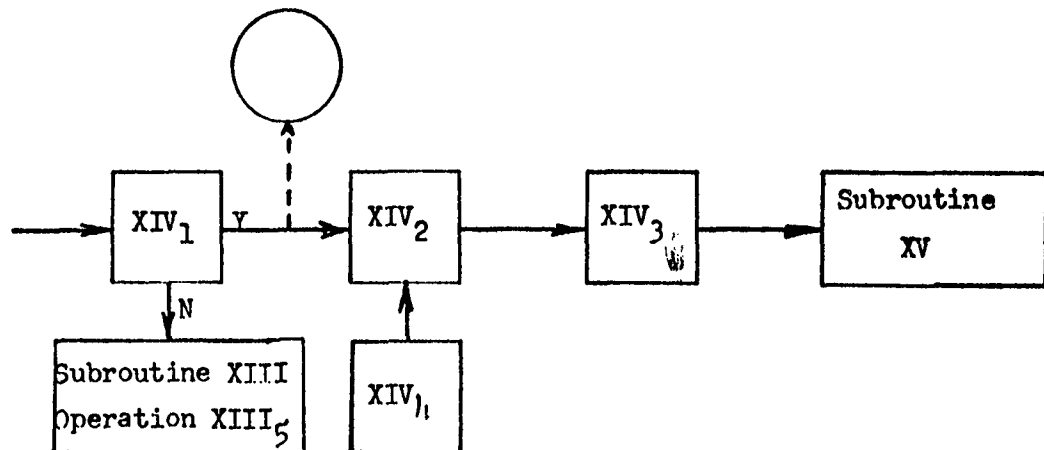 XIV₁
Y
XIV₂
XIV₃
Subroutine
XV
N
Subroutine XIII
Operation XIII₅
XIV₄